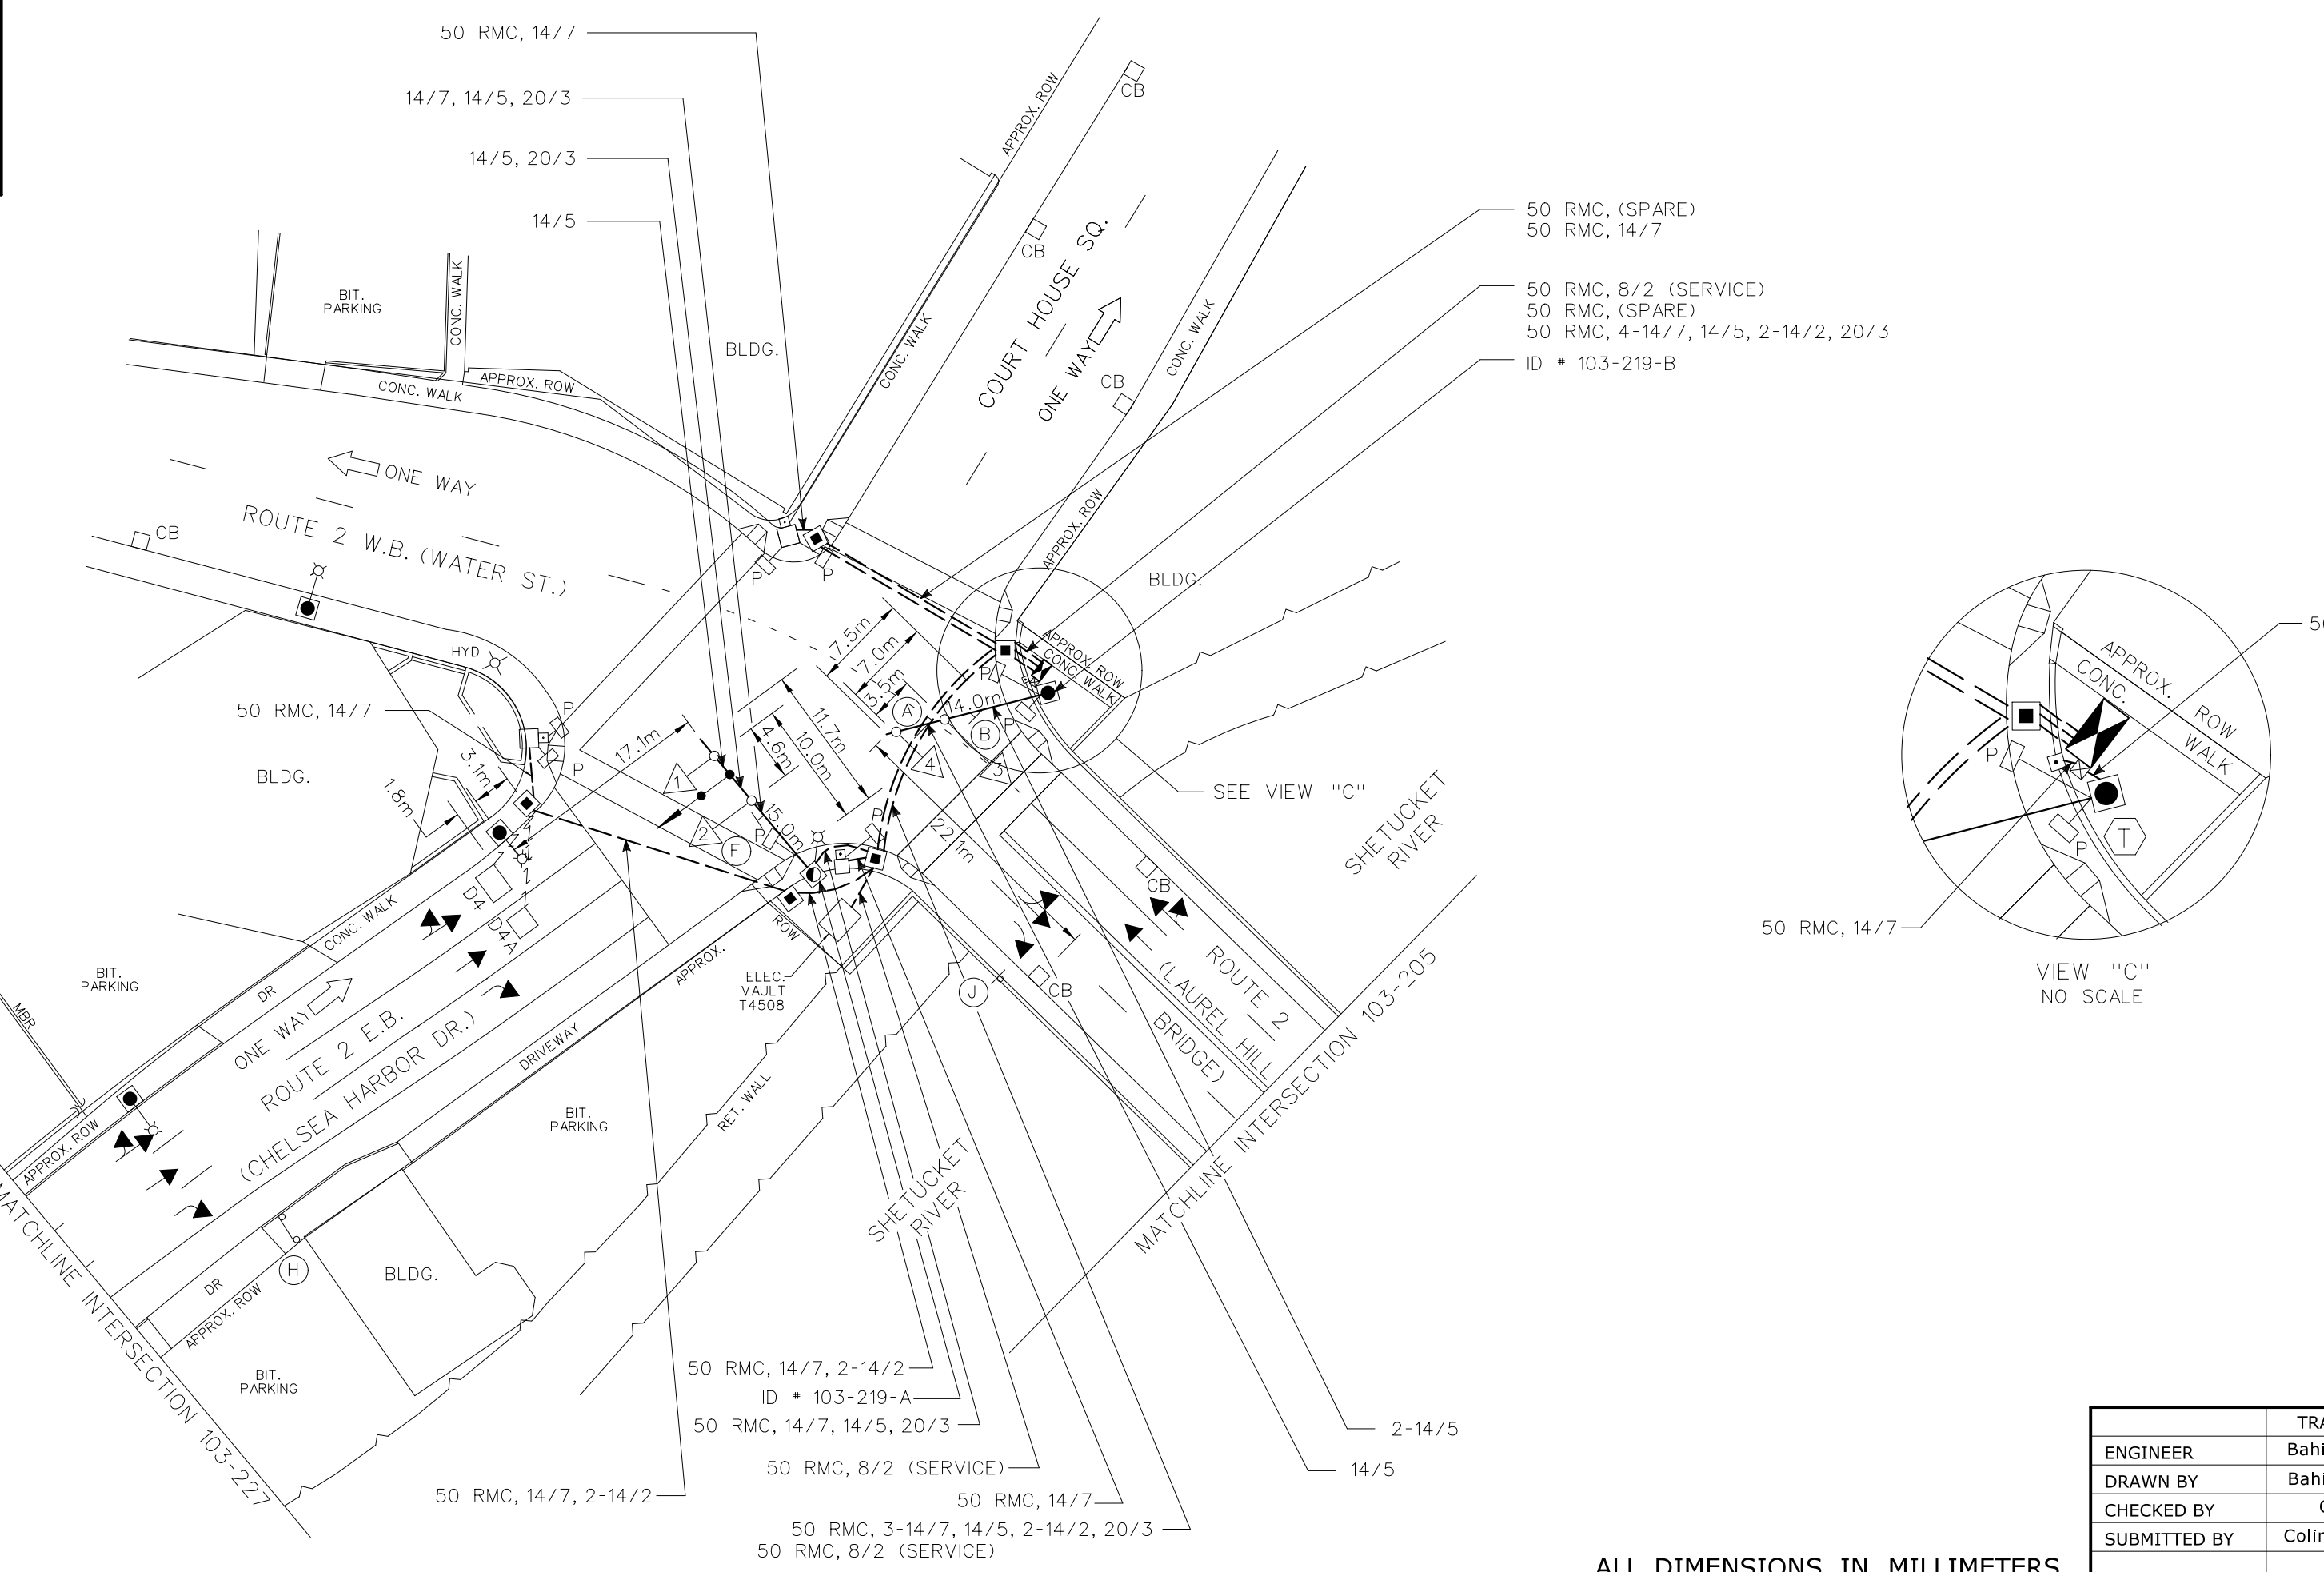 50 RMC, 14/7
14/7, 14/5, 20/3
14/5, 20/3
14/5
APPROX. ROW
CB
50 RMC, (SPARE)
50 RMC, 14/7
COURT HOUSE SQ.
CB
50 RMC, 8/2 (SERVICE)
50 RMC, (SPARE)
50 RMC, 4-14/7, 14/5, 2-14/2, 20/3
ID # 103-219-B
BIT.
PARKING
CONC. WALK
BLDG.
CONC. WALK
ONE WAY
CONC. WALK
CB
APPROX. ROW
CONC. WALK
ONE WAY
ROUTE 2 W.B. (WATER ST.)
CB
APPROX. ROW
BLDG.
P
P
HYD
7.5m
7.0m
3.5m
APPROX. ROW
CONC. WALK
P
14.0m
A
B
P
50 RMC, 14/7
P
P
17.1m
11.7m
10.0m
4.6m
1
2
F
4
3
BLDG.
3.1m
1.8m
15.0m
P
P
22.1m
SEE VIEW "C"
SHETUCKET
RIVER
D4
D4A
CONC. WALK
ROW
APPROX.
ELEC.
VAULT
T4508
J
CB
CB
ROUTE 2
(LAUREL HILL
BRIDGE)
MATCHLINE INTERSECTION 103-205
BIT.
PARKING
MBR
DR
ONE WAY
ROUTE 2 E.B.
(CHELSEA HARBOR DR.)
DRIVEWAY
BIT.
PARKING
RET. WALL
APPROX. ROW
SHETUCKET
RIVER
MATCHLINE INTERSECTION 103-227
H
DR
APPROX. ROW
BLDG.
BIT.
PARKING
50 RMC, 14/7, 2-14/2
ID # 103-219-A
50 RMC, 14/7, 14/5, 20/3
50 RMC, 8/2 (SERVICE)
50 RMC, 14/7, 2-14/2
50 RMC, 14/7
50 RMC, 3-14/7, 14/5, 2-14/2, 20/3
50 RMC, 8/2 (SERVICE)
2-14/5
14/5
APPROX. ROW
CONC. WALK
P
P
T
50 RMC, 14/7
VIEW "C"
NO SCALE
ENGINEER
DRAWN BY
CHECKED BY
SUBMITTED BY
ALL DIMENSIONS IN MILLIMETERS